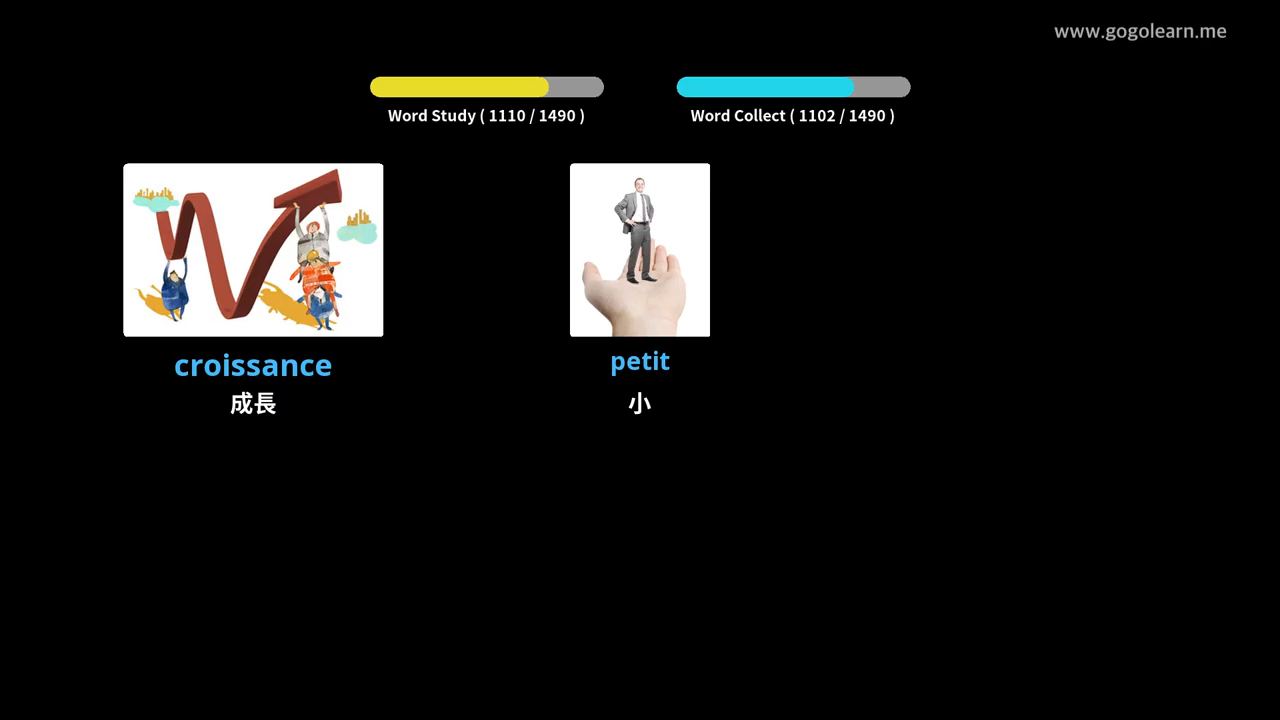 www.gogolearn.me
Word Study ( 1110 / 1490 )
Word Collect ( 1102 / 1490 )
croissance
成長
petit
小